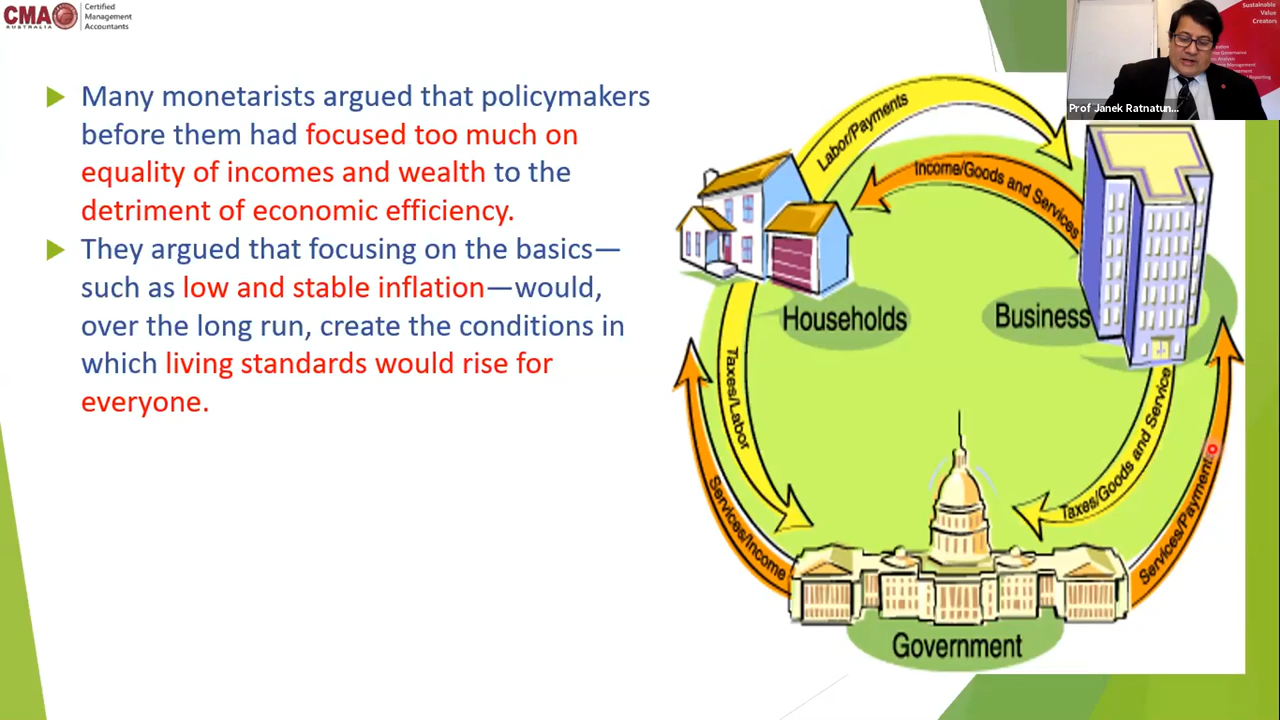 CMA
AUSTRALIA
Certified
Management
Accountants
Many monetarists argued that policymakers
before them had focused too much on
equality of incomes and wealth to the
detriment of economic efficiency.
They argued that focusing on the basics—
such as low and stable inflation—would,
over the long run, create the conditions in
which living standards would rise for
everyone.
Labor/Payments
Income/Goods and Services
Households
Business
Taxes/Labor
Taxes/Goods and Service
Services/Income
Services/Payment
Government
Sustainable
Value
Creators
Prof Janek Ratnatun...